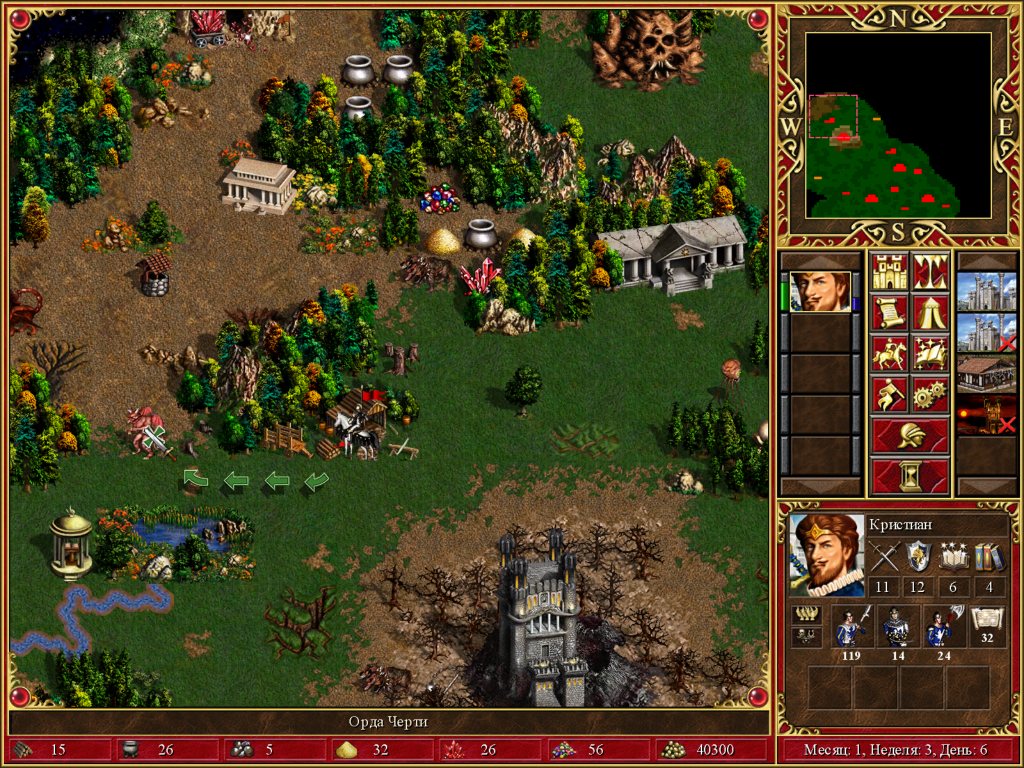 N
W
E
S
Кристиан
11 12 6 4
32
119 14 24
Орда Черти
15 26 5 32 26 56 40300
Месяц: 1, Неделя: 3, День: 6